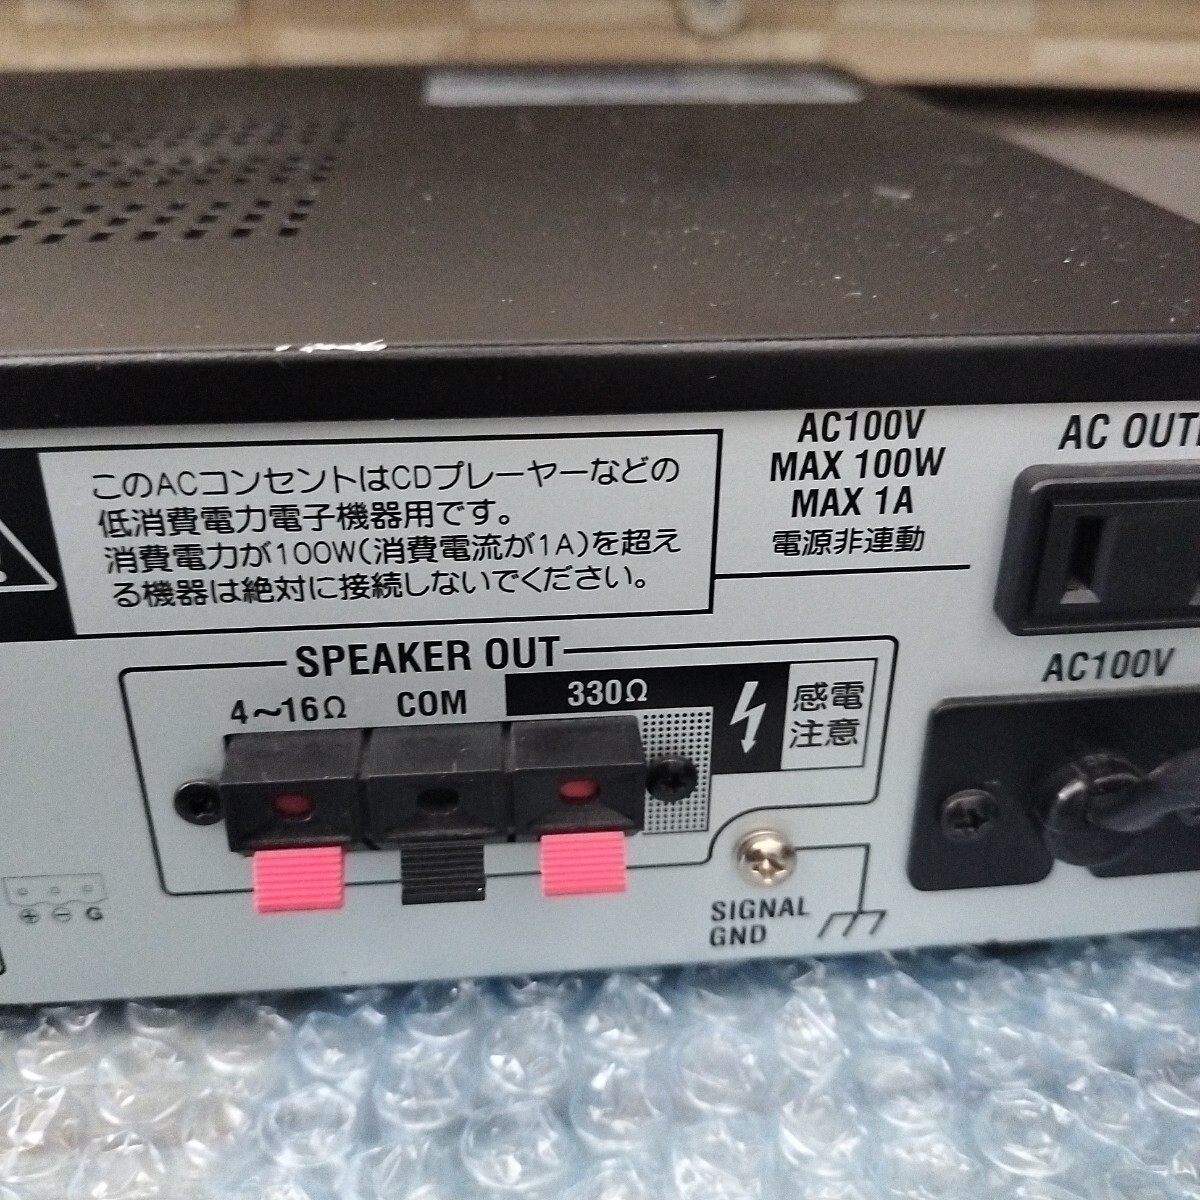 このACコンセントはCDプレーヤーなどの
低消費電力電子機器用です。
消費電力が100W(消費電流が1A)を超え
る機器は絶対に接続しないでください。
AC100V
MAX 100W
MAX 1A
電源非連動
AC
SPEAKER OUT
4～16Ω COM 330Ω
感電
注意
AC100V
⊕ ⊖ G
SIGNAL
GND